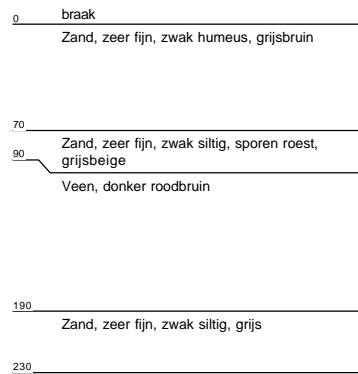 braak
0
Zand, zeer fijn, zwak humeus, grijsbruin
70
Zand, zeer fijn, zwak siltig, sporen roest,
grijsbeige
90
Veen, donker roodbruin
190
Zand, zeer fijn, zwak siltig, grijs
230